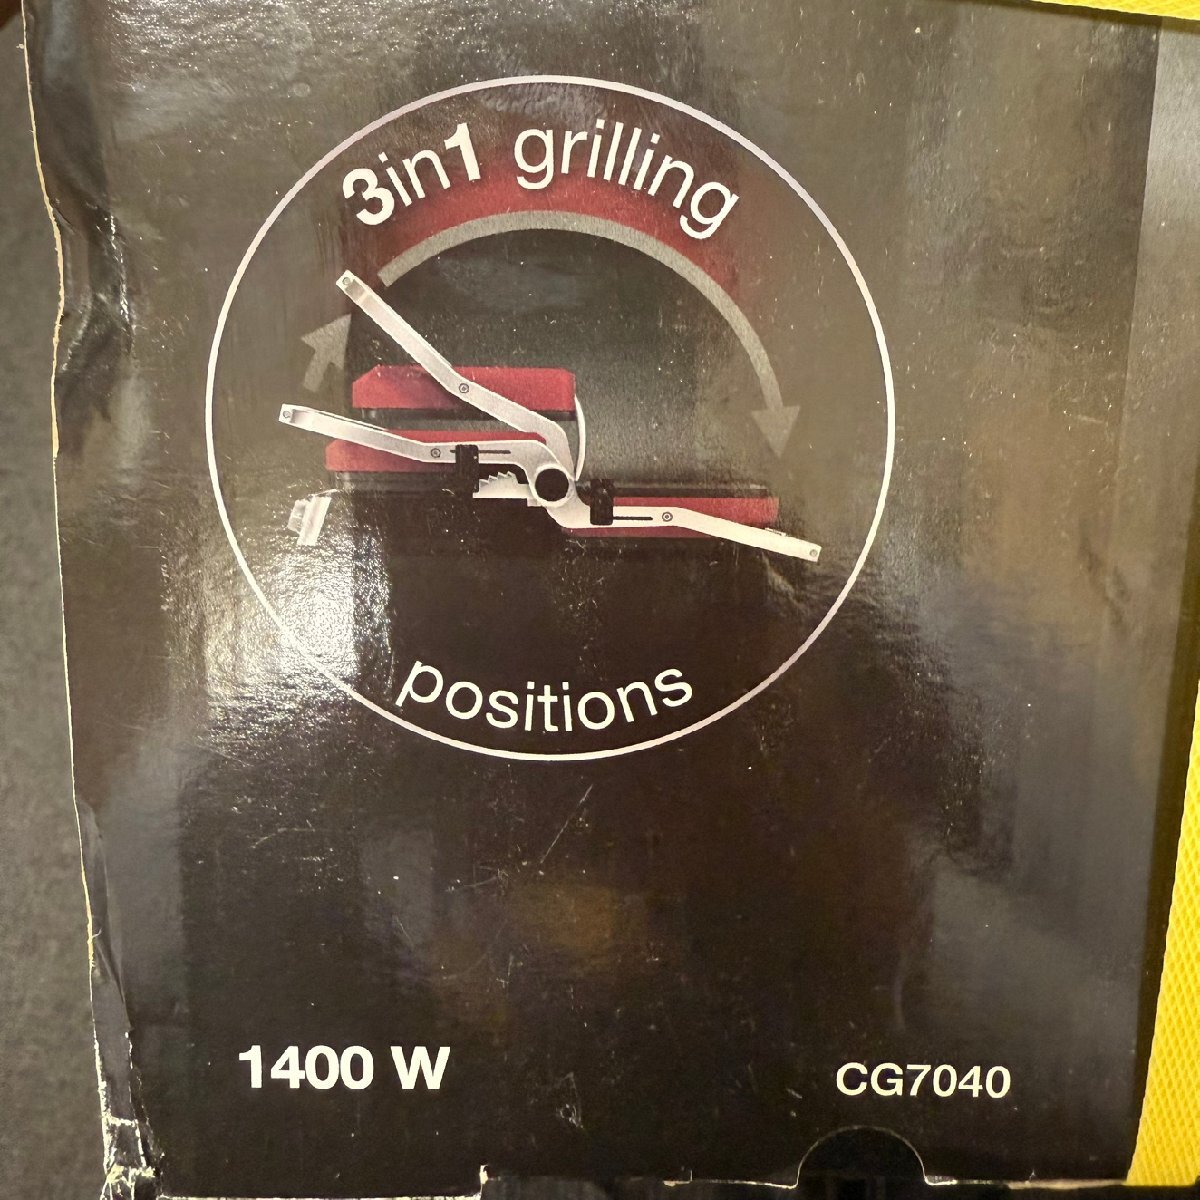 3in1 grilling
positions
1400 W
CG7040